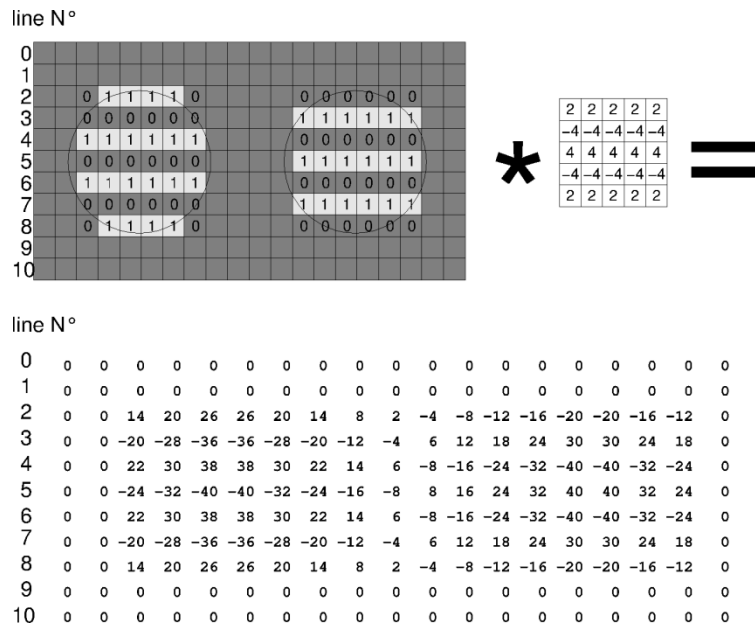 line N°
0
1
2 0 1 1 1 1 0 0 0 0 0 0 0
3 0 0 0 0 0 0 1 1 1 1 1 1
4 1 1 1 1 1 1 0 0 0 0 0 0
5 0 0 0 0 0 0 1 1 1 1 1 1
6 1 1 1 1 1 1 0 0 0 0 0 0
7 0 0 0 0 0 0 1 1 1 1 1 1
8 0 1 1 1 1 0 0 0 0 0 0 0
9
10
*
2 2 2 2 2
-4 -4 -4 -4 -4
4 4 4 4 4
-4 -4 -4 -4 -4
2 2 2 2 2
=
line N°
0 0 0 0 0 0 0 0 0 0 0 0 0 0 0 0 0 0 0 0
1 0 0 0 0 0 0 0 0 0 0 0 0 0 0 0 0 0 0 0
2 0 0 14 20 26 26 20 14 8 2 -4 -8 -12 -16 -20 -20 -16 -12 0
3 0 0 -20 -28 -36 -36 -28 -20 -12 -4 6 12 18 24 30 30 24 18 0
4 0 0 22 30 38 38 30 22 14 6 -8 -16 -24 -32 -40 -40 -32 -24 0
5 0 0 -24 -32 -40 -40 -32 -24 -16 -8 8 16 24 32 40 40 32 24 0
6 0 0 22 30 38 38 30 22 14 6 -8 -16 -24 -32 -40 -40 -32 -24 0
7 0 0 -20 -28 -36 -36 -28 -20 -12 -4 6 12 18 24 30 30 24 18 0
8 0 0 14 20 26 26 20 14 8 2 -4 -8 -12 -16 -20 -20 -16 -12 0
9 0 0 0 0 0 0 0 0 0 0 0 0 0 0 0 0 0 0 0
10 0 0 0 0 0 0 0 0 0 0 0 0 0 0 0 0 0 0 0